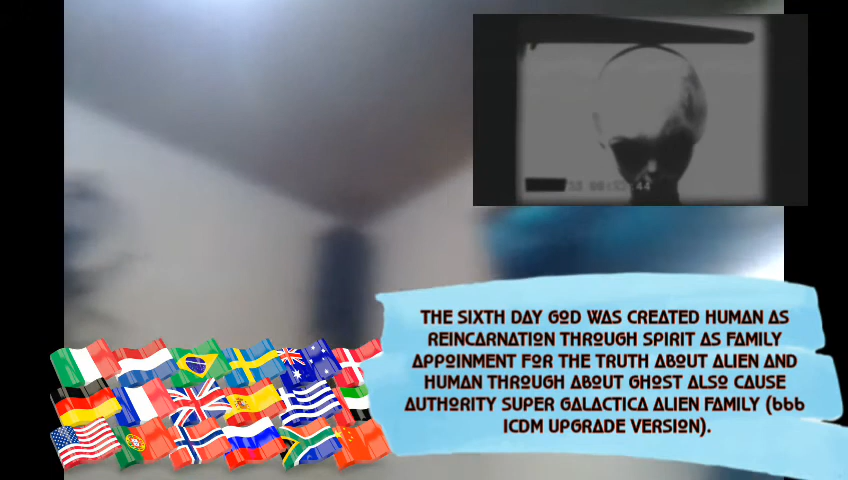 THE SIXTH DAY GOD WAS CREATED HUMAN AS
REINCARNATION THROUGH SPIRIT AS FAMILY
APPOINMENT FOR THE TRUTH ABOUT ALIEN AND
HUMAN THROUGH ABOUT GHOST ALSO CAUSE
AUTHORITY SUPER GALACTICA ALIEN FAMILY (666
ICDM UPGRADE VERSION).